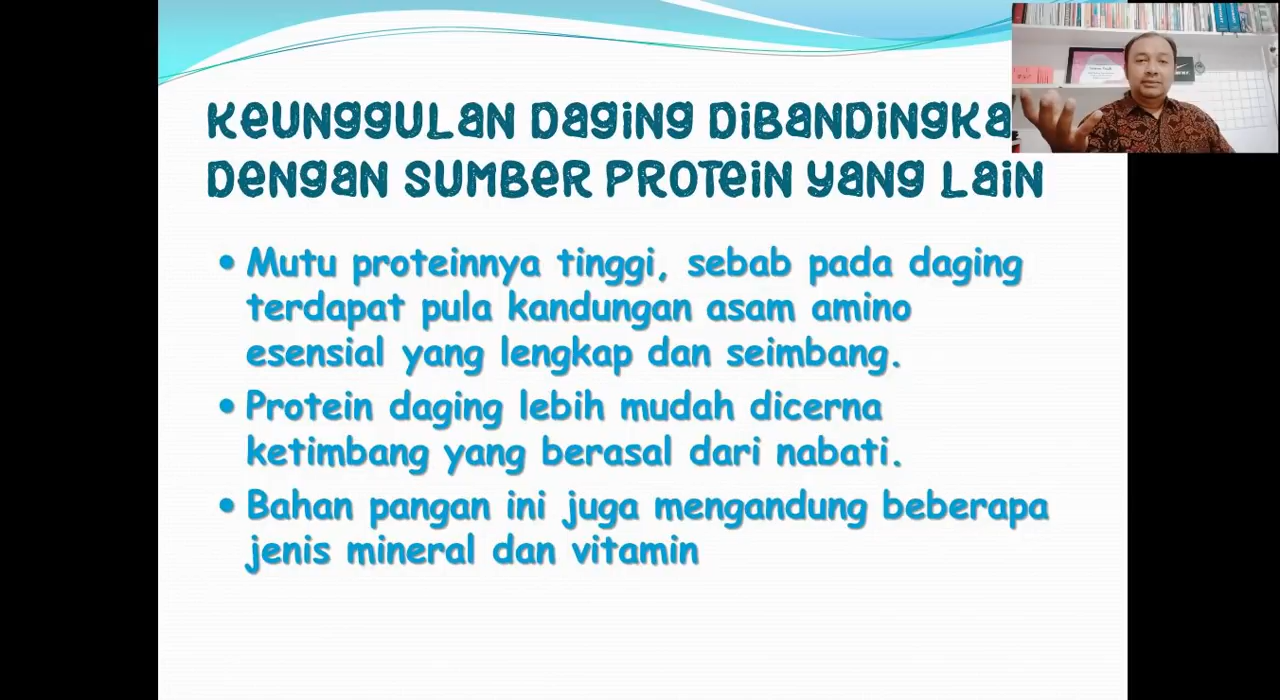 Keunggulan Daging Dibandingka
Dengan Sumber Protein yang Lain
• Mutu proteinnya tinggi, sebab pada daging
terdapat pula kandungan asam amino
esensial yang lengkap dan seimbang.
• Protein daging lebih mudah dicerna
ketimbang yang berasal dari nabati.
• Bahan pangan ini juga mengandung beberapa
jenis mineral dan vitamin